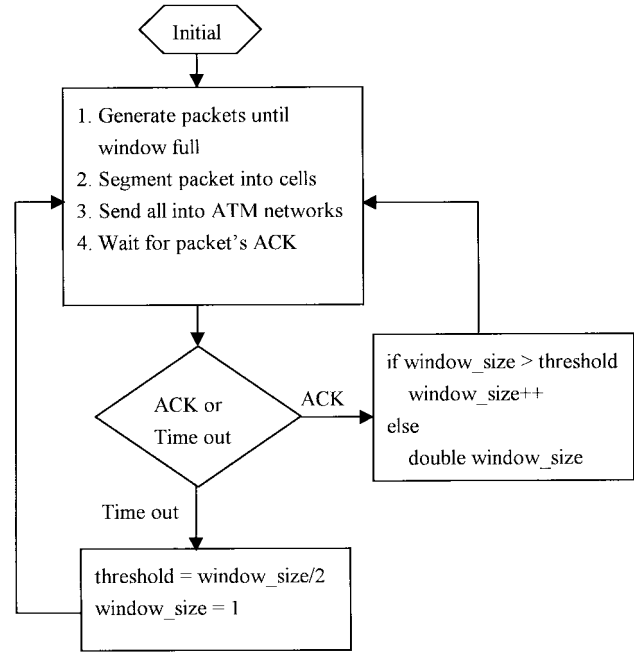 Initial
1. Generate packets until
window full
2. Segment packet into cells
3. Send all into ATM networks
4. Wait for packet's ACK
ACK or
Time out
ACK
if window_size > threshold
window_size++
else
double window_size
Time out
threshold = window_size/2
window_size = 1